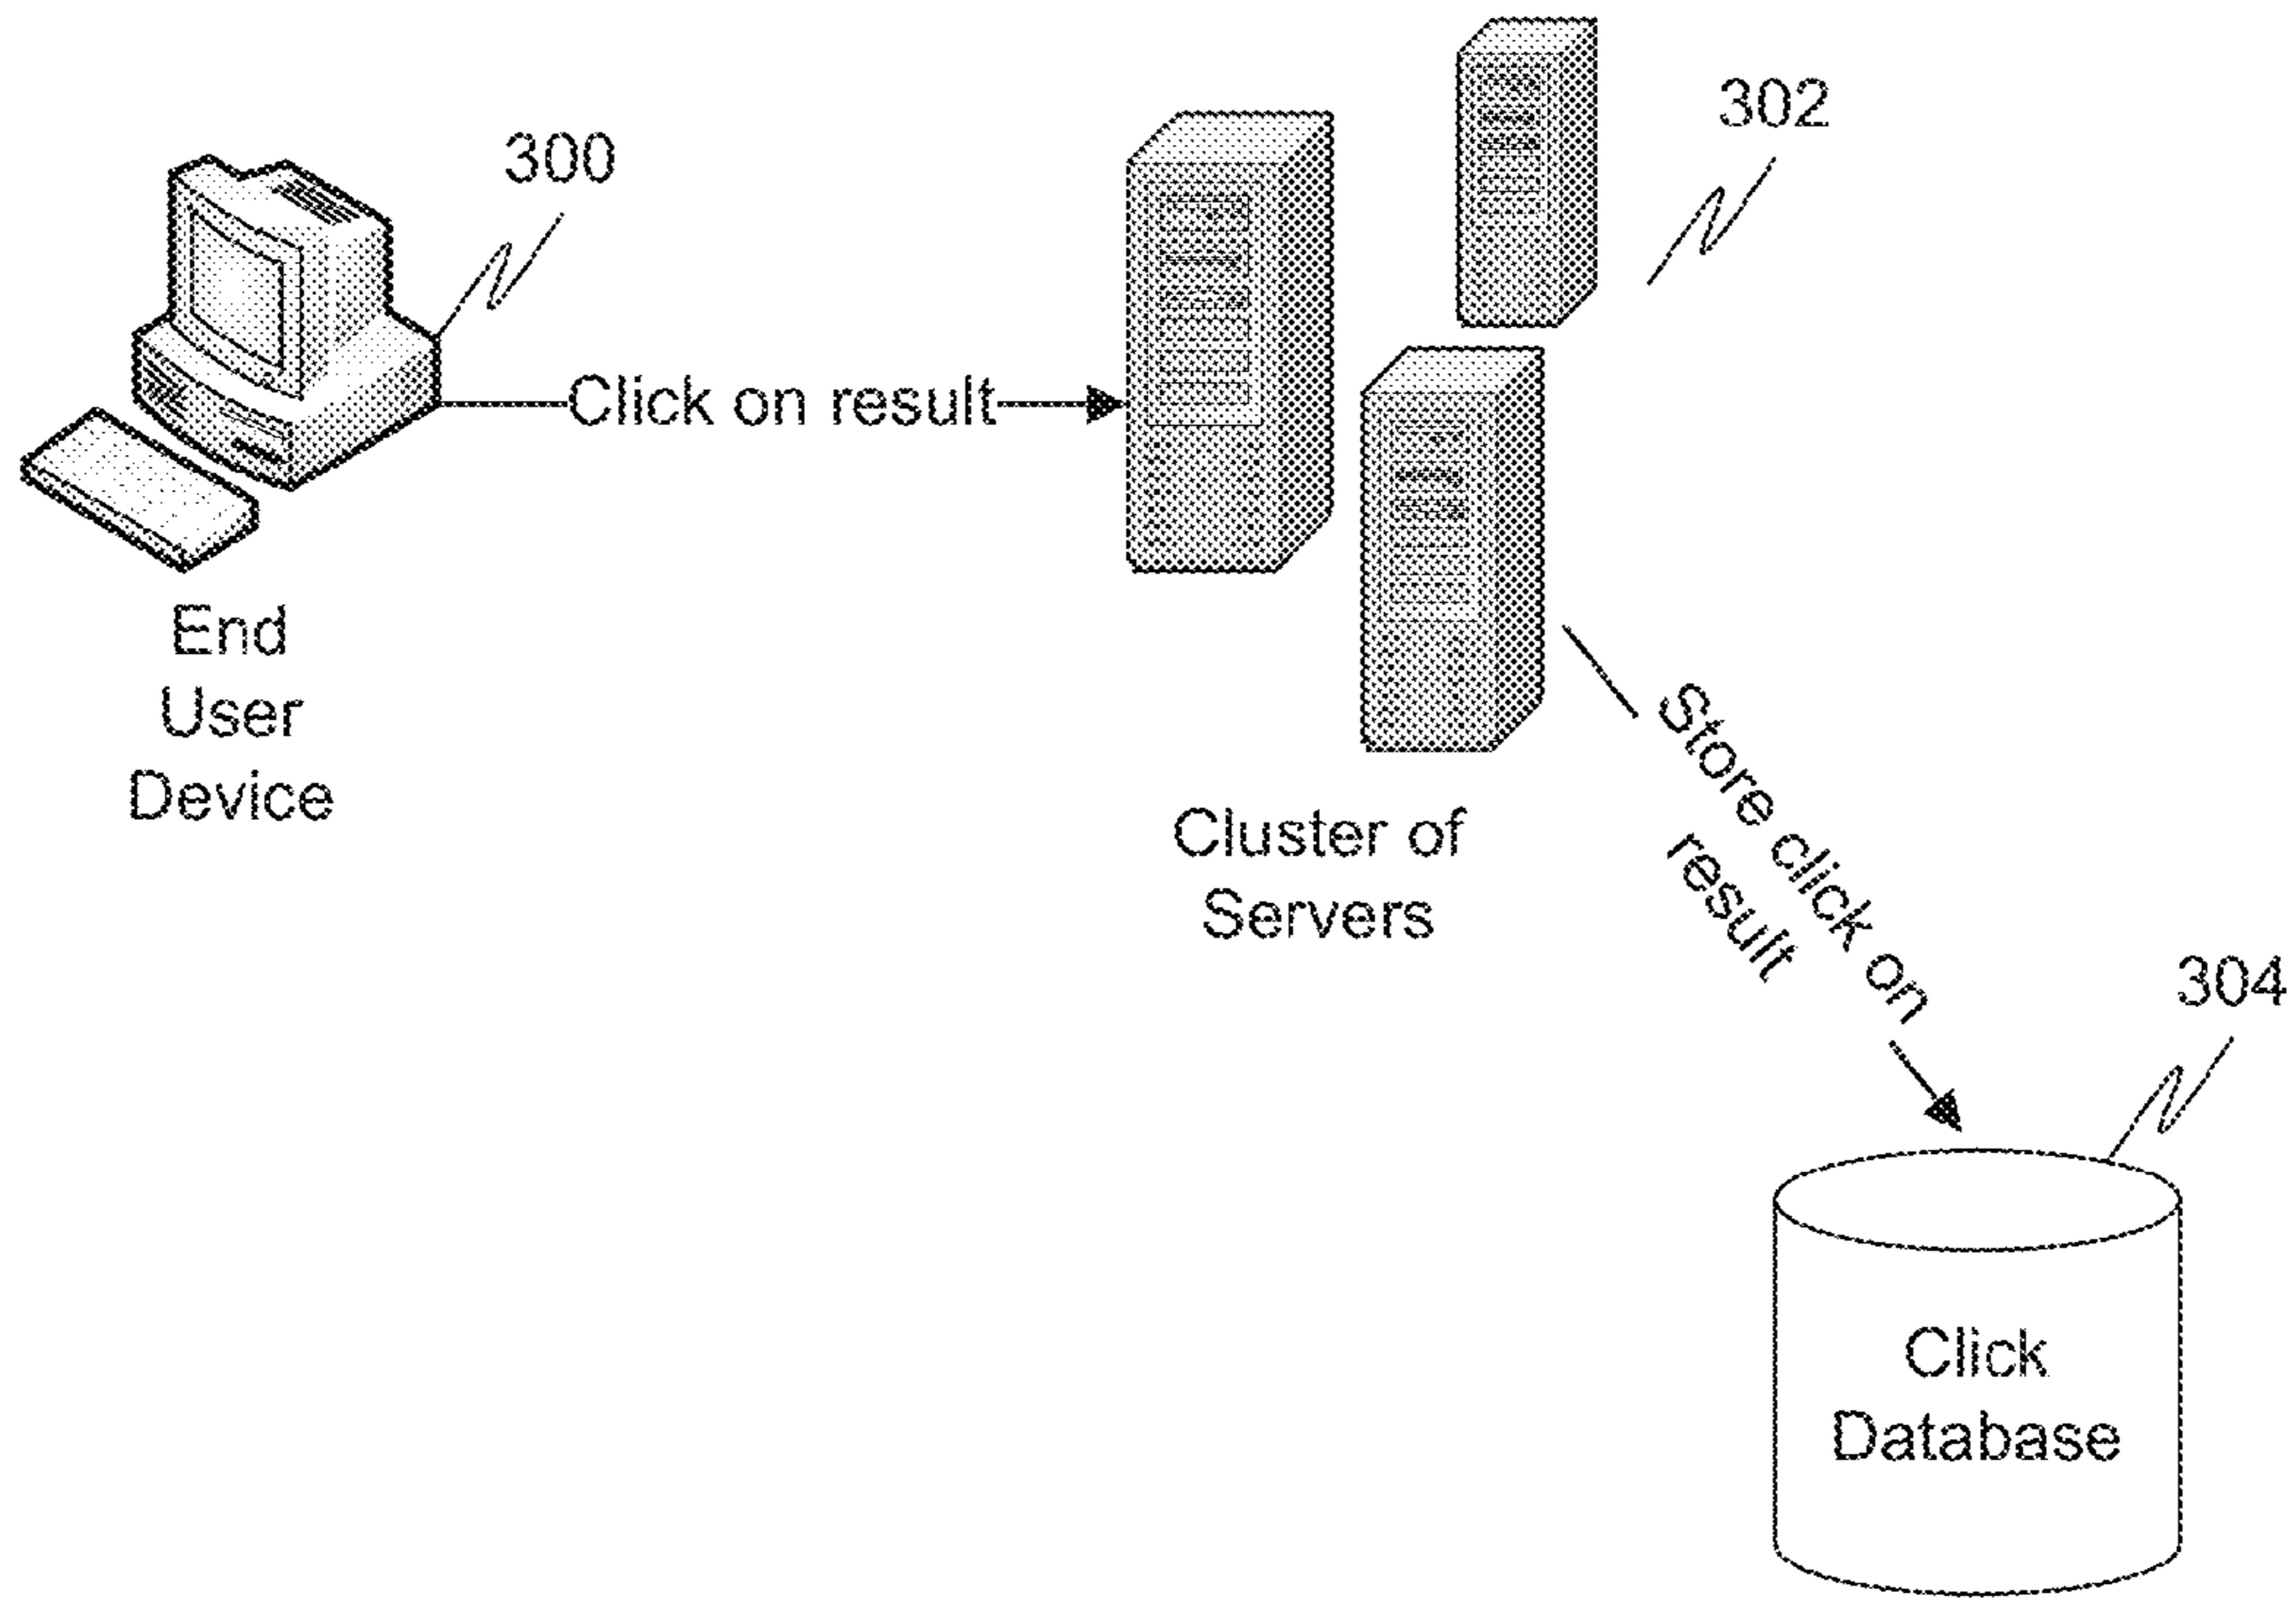 300
302
Click on result
End
User
Device
Cluster of
Servers
Store click on
result
304
Click
Database